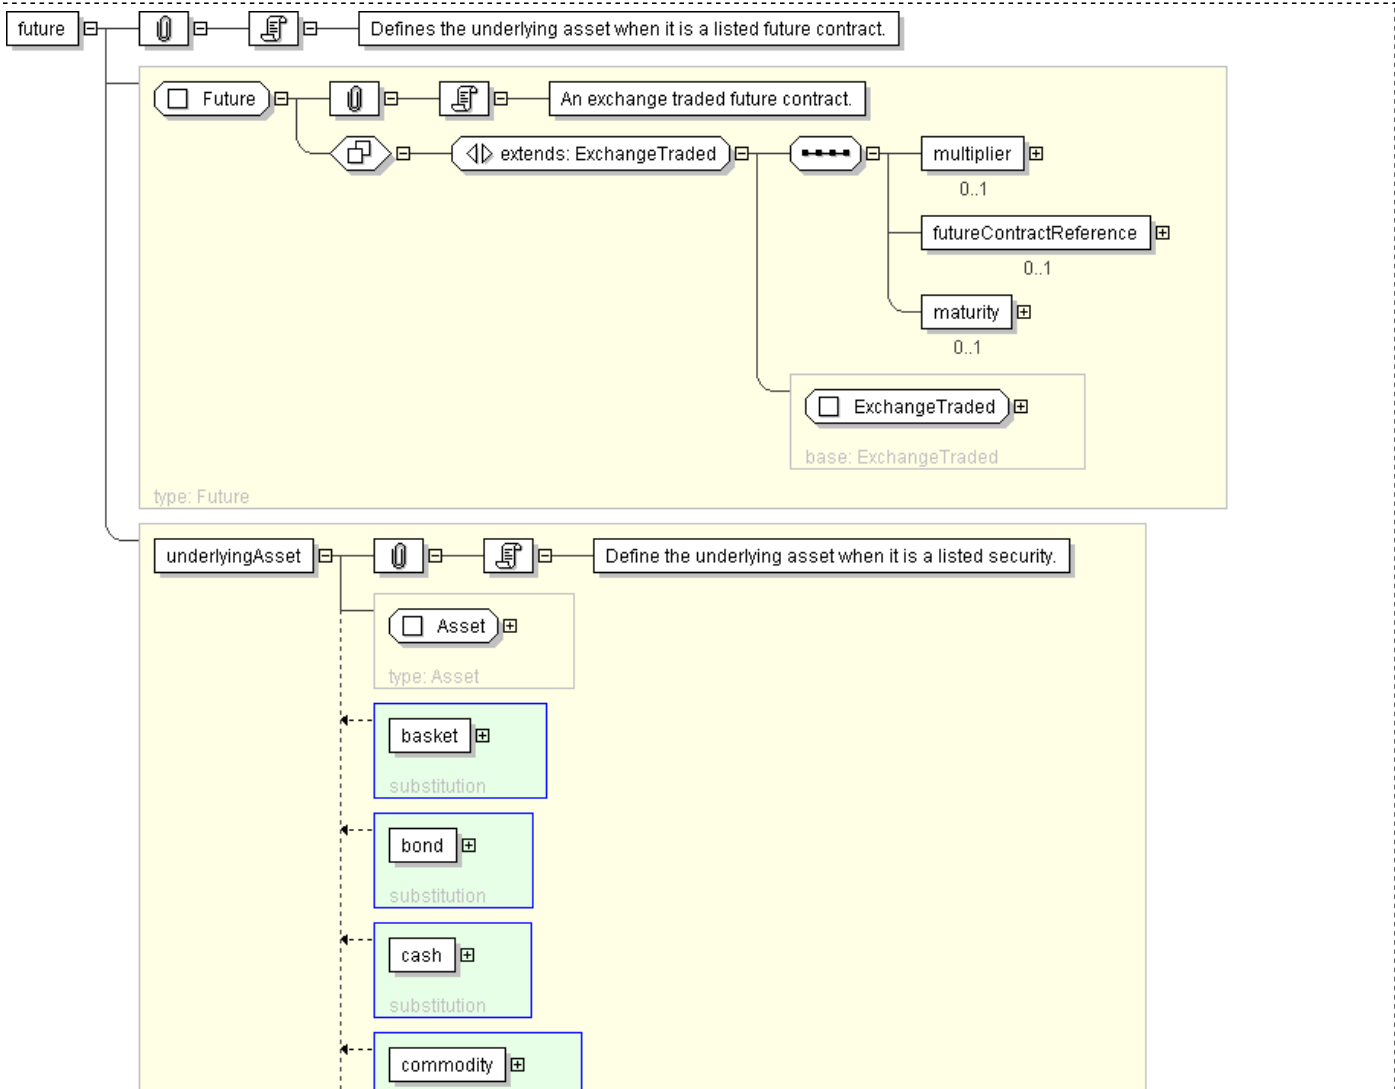 future
Defines the underlying asset when it is a listed future contract.
Future
An exchange traded future contract.
extends: ExchangeTraded
multiplier
0..1
futureContractReference
0..1
maturity
0..1
ExchangeTraded
base: ExchangeTraded
type: Future
underlyingAsset
Define the underlying asset when it is a listed security.
Asset
type: Asset
basket
substitution
bond
substitution
cash
substitution
commodity